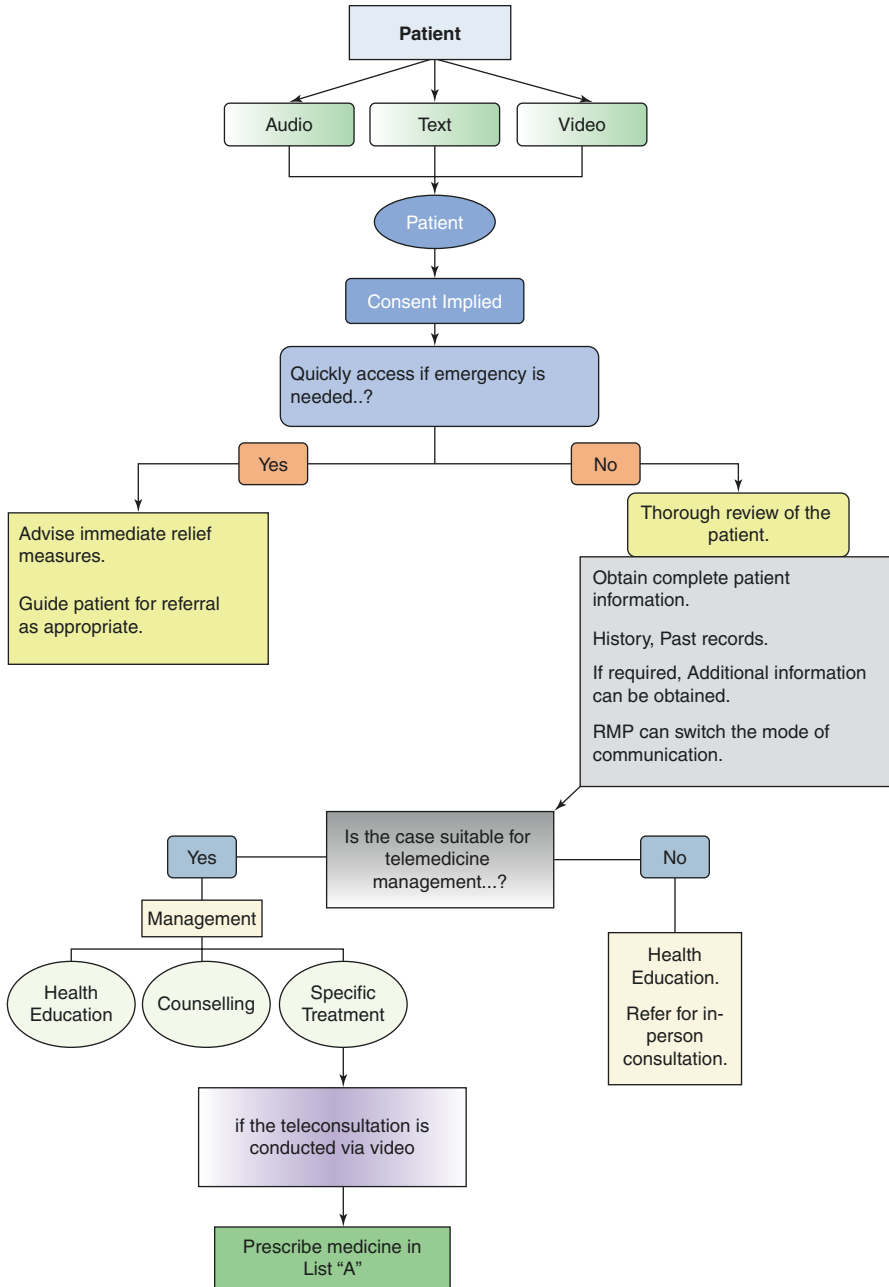 Patient
Audio
Text
Video
Patient
Consent Implied
Quickly access if emergency is
needed..?
Yes
No
Advise immediate relief
measures.
Guide patient for referral
as appropriate.
Thorough review of the
patient.
Obtain complete patient
information.
History, Past records.
If required, Additional information
can be obtained.
RMP can switch the mode of
communication.
Is the case suitable for
telemedicine
management...?
Yes
No
Management
Health
Education
Counselling
Specific
Treatment
Health
Education.
Refer for in-
person
consultation.
if the teleconsultation is
conducted via video
Prescribe medicine in
List “A”